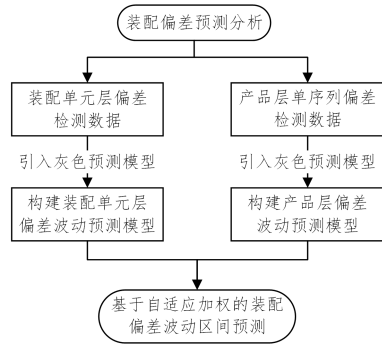 装配偏差预测分析
装配单元层偏差
检测数据
产品层单序列偏差
检测数据
引入灰色预测模型
引入灰色预测模型
构建装配单元层
偏差波动预测模型
构建产品层偏差
波动预测模型
基于自适应加权的装配
偏差波动区间预测